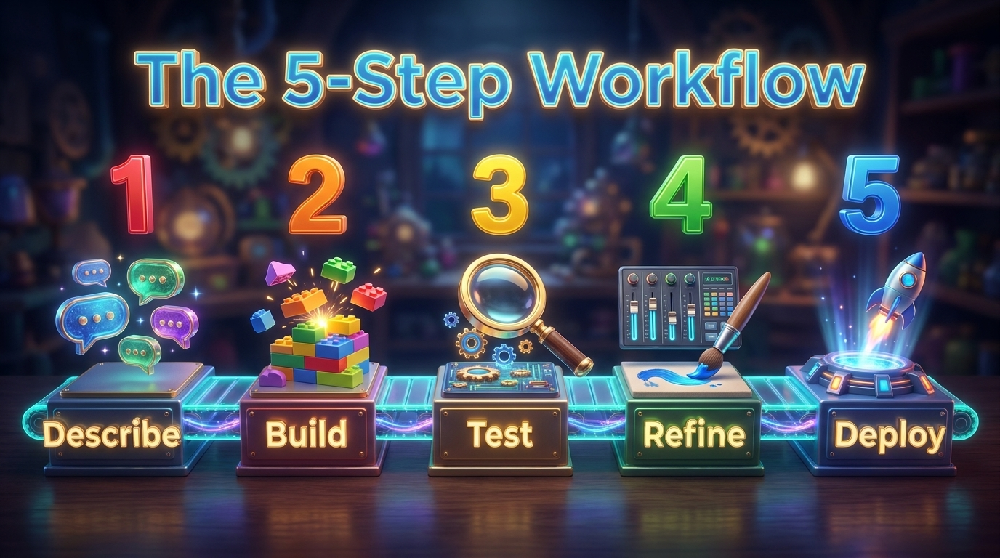 The 5-Step Workflow
1 2 3 4 5
Describe Build Test Refine Deploy